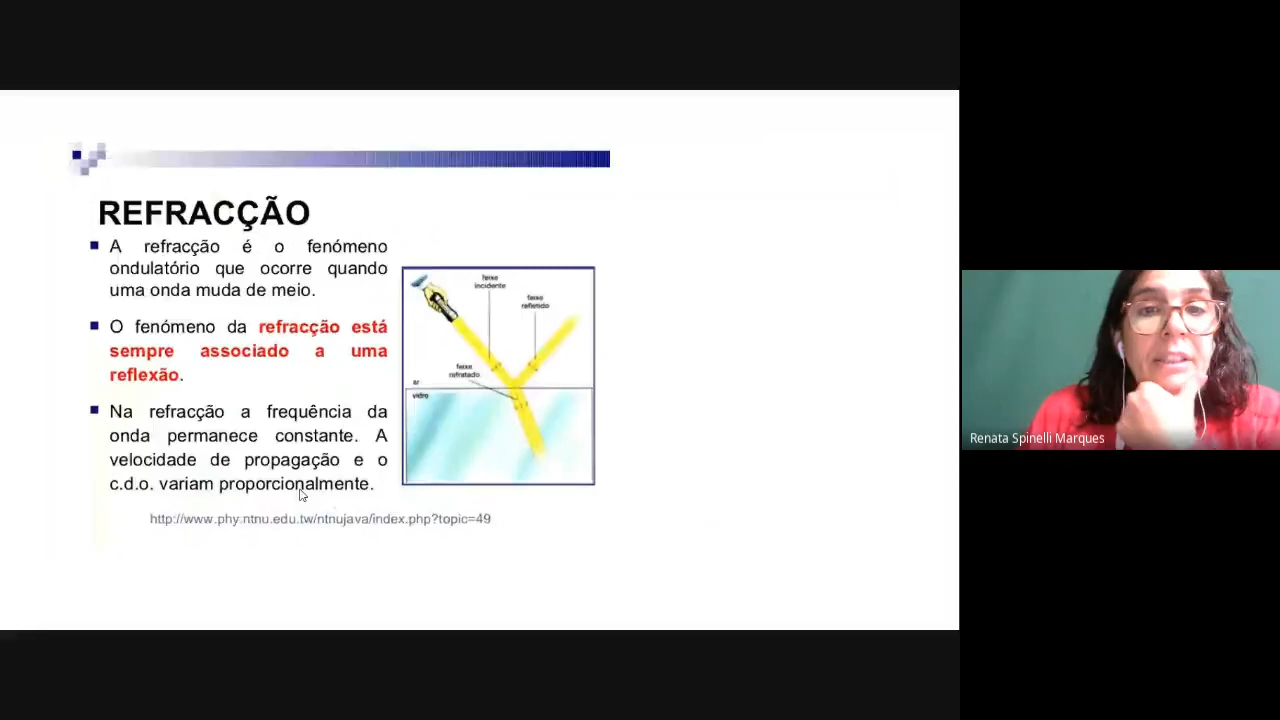 REFRACÇÃO
A refracção é o fenómeno
ondulatório que ocorre quando
uma onda muda de meio.
O fenómeno da refracção está
sempre associado a uma
reflexão.
Na refracção a frequência da
onda permanece constante. A
velocidade de propagação e o
c.d.o. variam proporcionalmente.
feixe
incidente
feixe
refletido
feixe
refratado
ar
vidro
http://www.phy.ntnu.edu.tw/ntnujava/index.php?topic=49
Renata Spinelli Marques